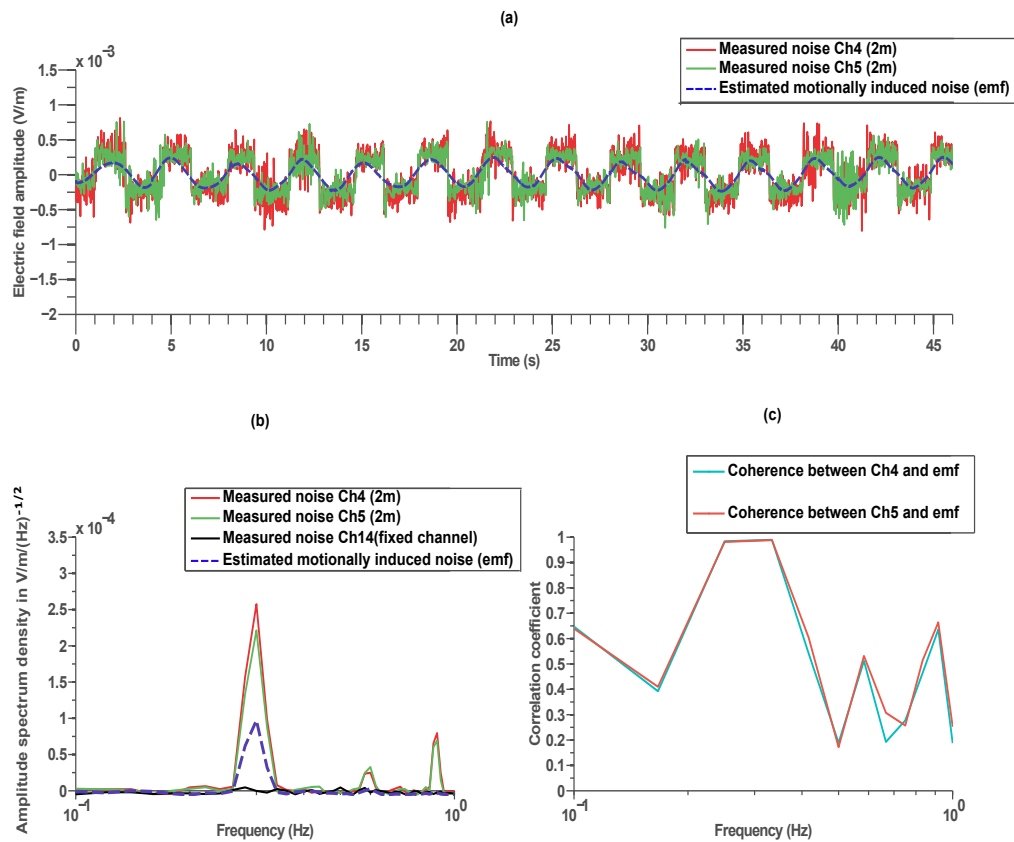 (a)
x 10⁻³
Measured noise Ch4 (2m)
Measured noise Ch5 (2m)
Estimated motionally induced noise (emf)
Electric field amplitude (V/m)
1.5
1
0.5
0
−0.5
−1
−1.5
−2
0 5 10 15 20 25 30 35 40 45
Time (s)
(b)
Measured noise Ch4 (2m)
Measured noise Ch5 (2m)
Measured noise Ch14(fixed channel)
Estimated motionally induced noise (emf)
x 10⁻⁴
Amplitude spectrum density in V/m/(Hz)⁻¹/²
3.5
3
2.5
2
1.5
1
0.5
0
10⁻¹ 10⁰
Frequency (Hz)
(c)
Coherence between Ch4 and emf
Coherence between Ch5 and emf
Correlation coefficient
1
0.9
0.8
0.7
0.6
0.5
0.4
0.3
0.2
0.1
0
10⁻¹ 10⁰
Frequency (Hz)